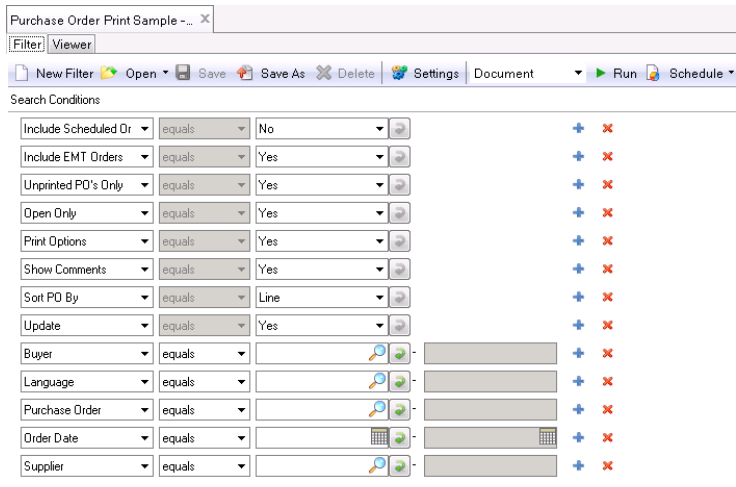 Purchase Order Print Sample -...
Filter Viewer
New Filter Open Save Save As Delete Settings Document Run Schedule
Search Conditions
Include Scheduled Or equals No
Include EMT Orders equals Yes
Unprinted PO's Only equals Yes
Open Only equals Yes
Print Options equals Yes
Show Comments equals Yes
Sort PO By equals Line
Update equals Yes
Buyer equals -
Language equals -
Purchase Order equals -
Order Date equals -
Supplier equals -